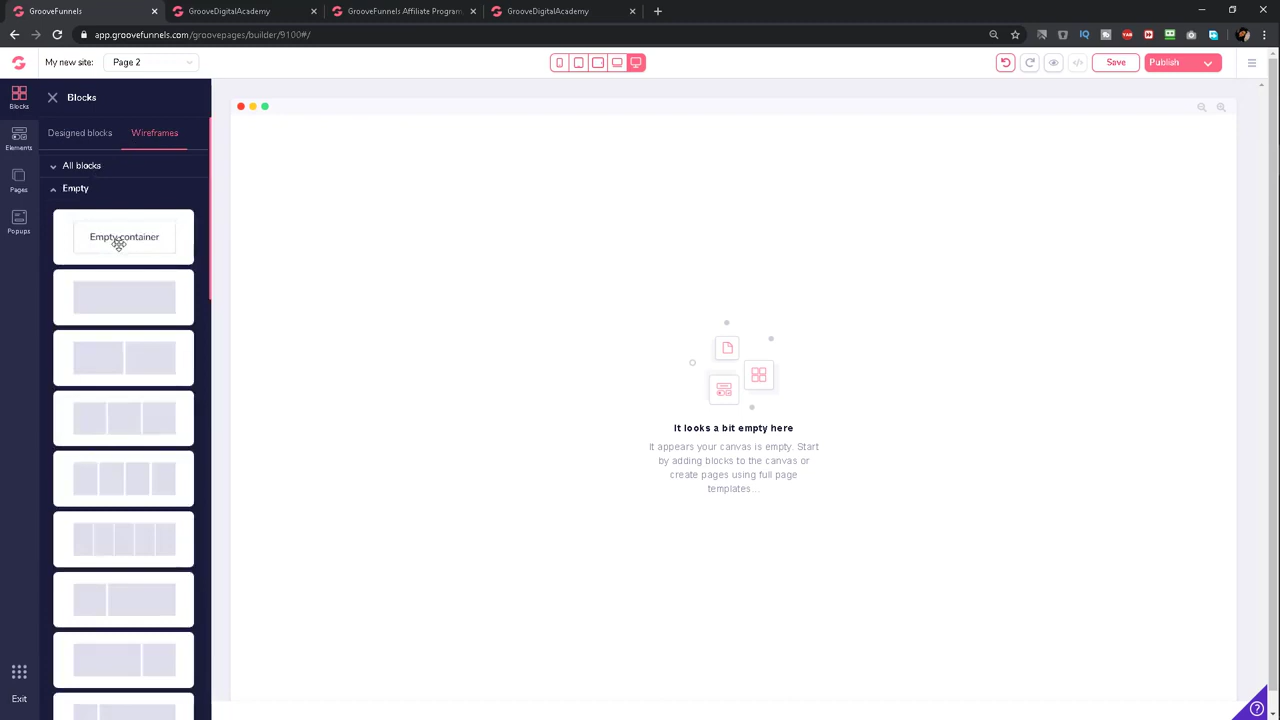 GrooveFunnels
GrooveDigitalAcademy
GrooveFunnels Affiliate Program
GrooveDigitalAcademy
app.groovefunnels.com/groovepages/builder/9100#/
My new site:
Page 2
Save
Publish
Blocks
Blocks
Designed blocks
Wireframes
Elements
All blocks
Pages
Empty
Popups
Empty container
It looks a bit empty here
It appears your canvas is empty. Start
by adding blocks to the canvas or
create pages using full page
templates...
Exit